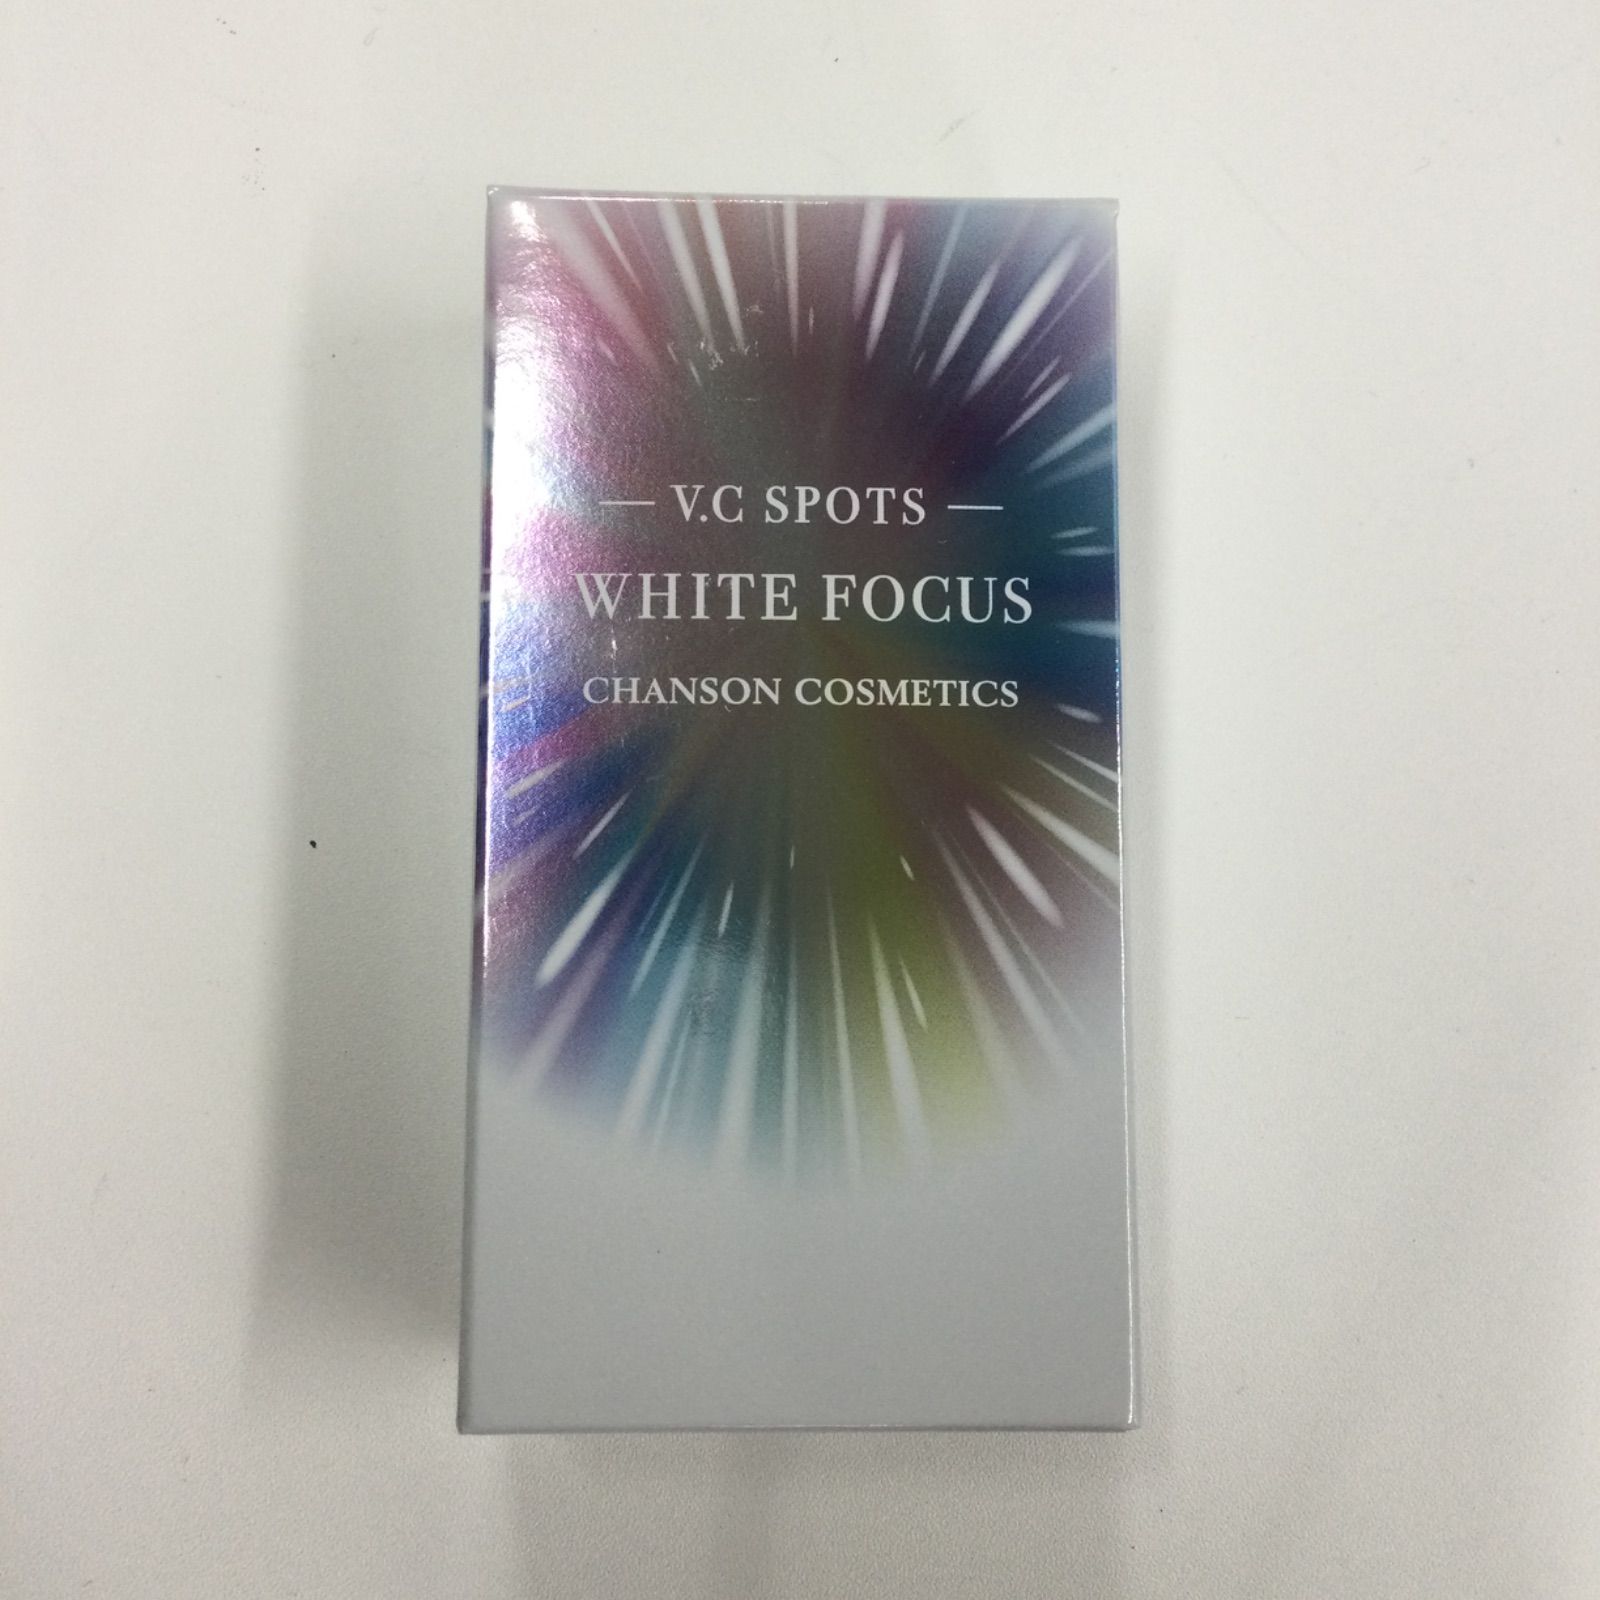 — V.C SPOTS —
WHITE FOCUS
CHANSON COSMETICS